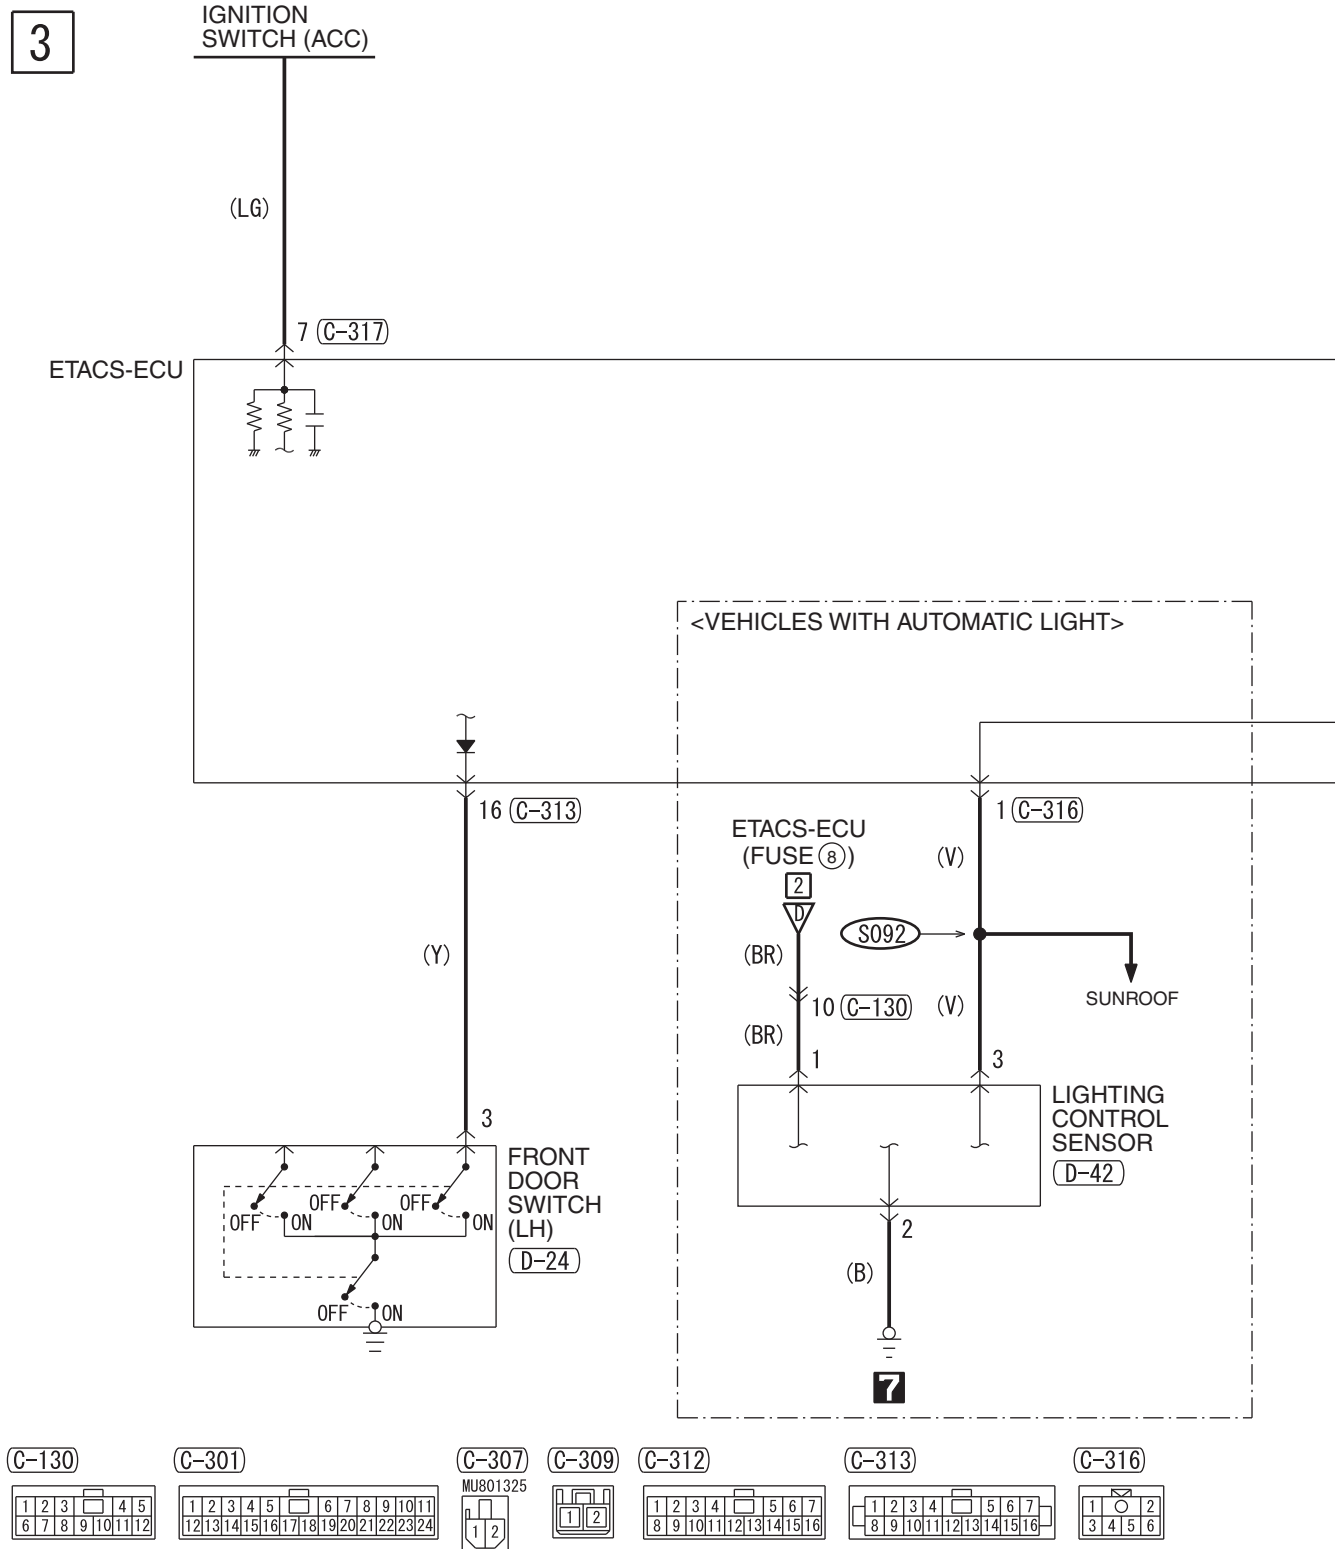 3
IGNITION
SWITCH (ACC)
(LG)
7 (C-317)
ETACS-ECU
<VEHICLES WITH AUTOMATIC LIGHT>
16 (C-313)
1 (C-316)
ETACS-ECU
(FUSE 8)
2
D
(V)
S092
(Y)
(BR)
SUNROOF
10 (C-130)
(V)
(BR)
1
3
LIGHTING
CONTROL
SENSOR
D-42
3
FRONT
DOOR
SWITCH
(LH)
D-24
OFF ON OFF ON OFF ON
OFF ON
2
(B)
7
C-130
1 2 3 4 5
6 7 8 9 10 11 12
C-301
1 2 3 4 5 6 7 8 9 10 11
12 13 14 15 16 17 18 19 20 21 22 23 24
C-307
MU801325
1 2
C-309
1 2
C-312
1 2 3 4 5 6 7
8 9 10 11 12 13 14 15 16
C-313
1 2 3 4 5 6 7
8 9 10 11 12 13 14 15 16
C-316
1 2
3 4 5 6